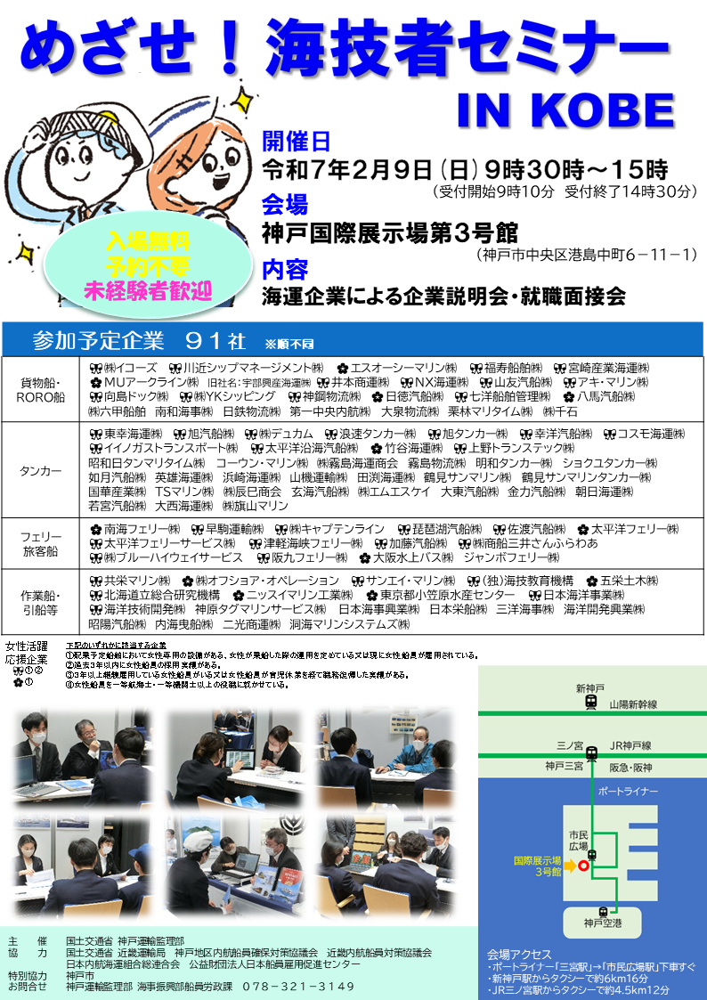 めざせ！海技者セミナー
IN KOBE
開催日
令和7年2月9日（日）9時30時～15時
（受付開始9時10分　受付終了14時30分）
会場
神戸国際展示場第3号館
（神戸市中央区港島中町6－11－1）
内容
海運企業による企業説明会・就職面接会
入場無料
予約不要
未経験者歓迎
参加予定企業　91社　※順不同
貨物船・
RORO船
㈱イコーズ　川近シップマネージメント㈱　エスオーシーマリン㈱　福寿船舶㈱　宮崎産業海運㈱
MUアークライン㈱　旧社名：宇部興産海運㈱　井本商運㈱　NX海運㈱　山友汽船㈱　アキ・マリン㈱
向島ドック㈱　㈱YKシッピング　神鋼物流㈱　日徳汽船㈱　七洋船舶管理㈱　八馬汽船㈱
㈱六甲船舶　南和海事㈱　日鉄物流㈱　第一中央内航㈱　大泉物流㈱　栗林マリタイム㈱　㈱千石
タンカー
東幸海運㈱　旭汽船㈱　㈱デュカム　浪速タンカー㈱　旭タンカー㈱　幸洋汽船㈱　コスモ海運㈱
イイノガストランスポート㈱　太平洋沿海汽船㈱　竹谷海運㈱　上野トランステック㈱
昭和日タンマリタイム㈱　コーウン・マリン㈱　㈱霧島海運商会　霧島物流㈱　明和タンカー㈱　ショクユタンカー㈱
如月汽船㈱　英雄海運㈱　浜崎海運㈱　山機運輸㈱　田渕海運㈱　鶴見サンマリン㈱　鶴見サンマリンタンカー㈱
国華産業㈱　TSマリン㈱　㈱辰巳商会　玄海汽船㈱　㈱エムエスケイ　大東汽船㈱　金力汽船㈱　朝日海運㈱
若宮汽船㈱　大西海運㈱　㈱旗山マリン
フェリー
旅客船
南海フェリー㈱　早駒運輸㈱　㈱キャプテンライン　琵琶湖汽船㈱　佐渡汽船㈱　太平洋フェリー㈱
太平洋フェリーサービス㈱　津軽海峡フェリー㈱　加藤汽船㈱　㈱商船三井さんふらわあ
㈱ブルーハイウェイサービス　阪九フェリー㈱　大阪水上バス㈱　ジャンボフェリー㈱
作業船・
引船等
共栄マリン㈱　㈱オフショア・オペレーション　サンエイ・マリン㈱　（独）海技教育機構　五栄土木㈱
北海道立総合研究機構　ニッスイマリン工業㈱　東京都小笠原水産センター　日本海洋事業㈱
海洋技術開発㈱　神原タグマリンサービス㈱　日本海事興業㈱　日本栄船㈱　三洋海事㈱　海洋開発興業㈱
昭陽汽船㈱　内海曳船㈱　二光商運㈱　洞海マリンシステムズ㈱
女性活躍
応援企業
①②
①
下記のいずれかに該当する企業
①配乗予定船舶において女性専用の設備がある、女性が乗船した際の運用を定めている又は現に女性船員が雇用されている。
②過去3年以内に女性船員の採用実績がある。
③3年以上継続雇用している女性船員がいる又は女性船員が育児休業を経て職務復帰した実績がある。
④女性船員を一等航海士・一等機関士以上の役職に就かせている。
新神戸
山陽新幹線
三ノ宮　JR神戸線
神戸三宮　阪急・阪神
ポートライナー
市民
広場
国際展示場
3号館
神戸空港
会場アクセス
・ポートライナー「三宮駅」→「市民広場駅」下車すぐ
・新神戸駅からタクシーで約6km16分
・JR三ノ宮駅からタクシーで約4.5km12分
主　催　国土交通省 神戸運輸監理部
協　力　国土交通省 近畿運輸局　神戸地区内航船員確保対策協議会　近畿内航船員対策協議会
日本内航海運組合総連合会　公益財団法人日本船員雇用促進センター
特別協力　神戸市
お問合せ　神戸運輸監理部 海事振興部船員労政課　078－321－3149